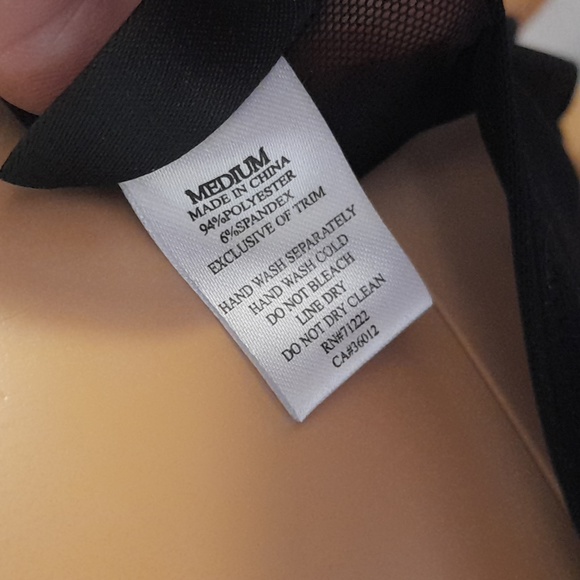 MEDIUM
MADE IN CHINA
94%POLYESTER
6%SPANDEX
EXCLUSIVE OF TRIM
HAND WASH SEPARATELY
HAND WASH COLD
DO NOT BLEACH
LINE DRY
DO NOT DRY CLEAN
RN#71222
CA#36012